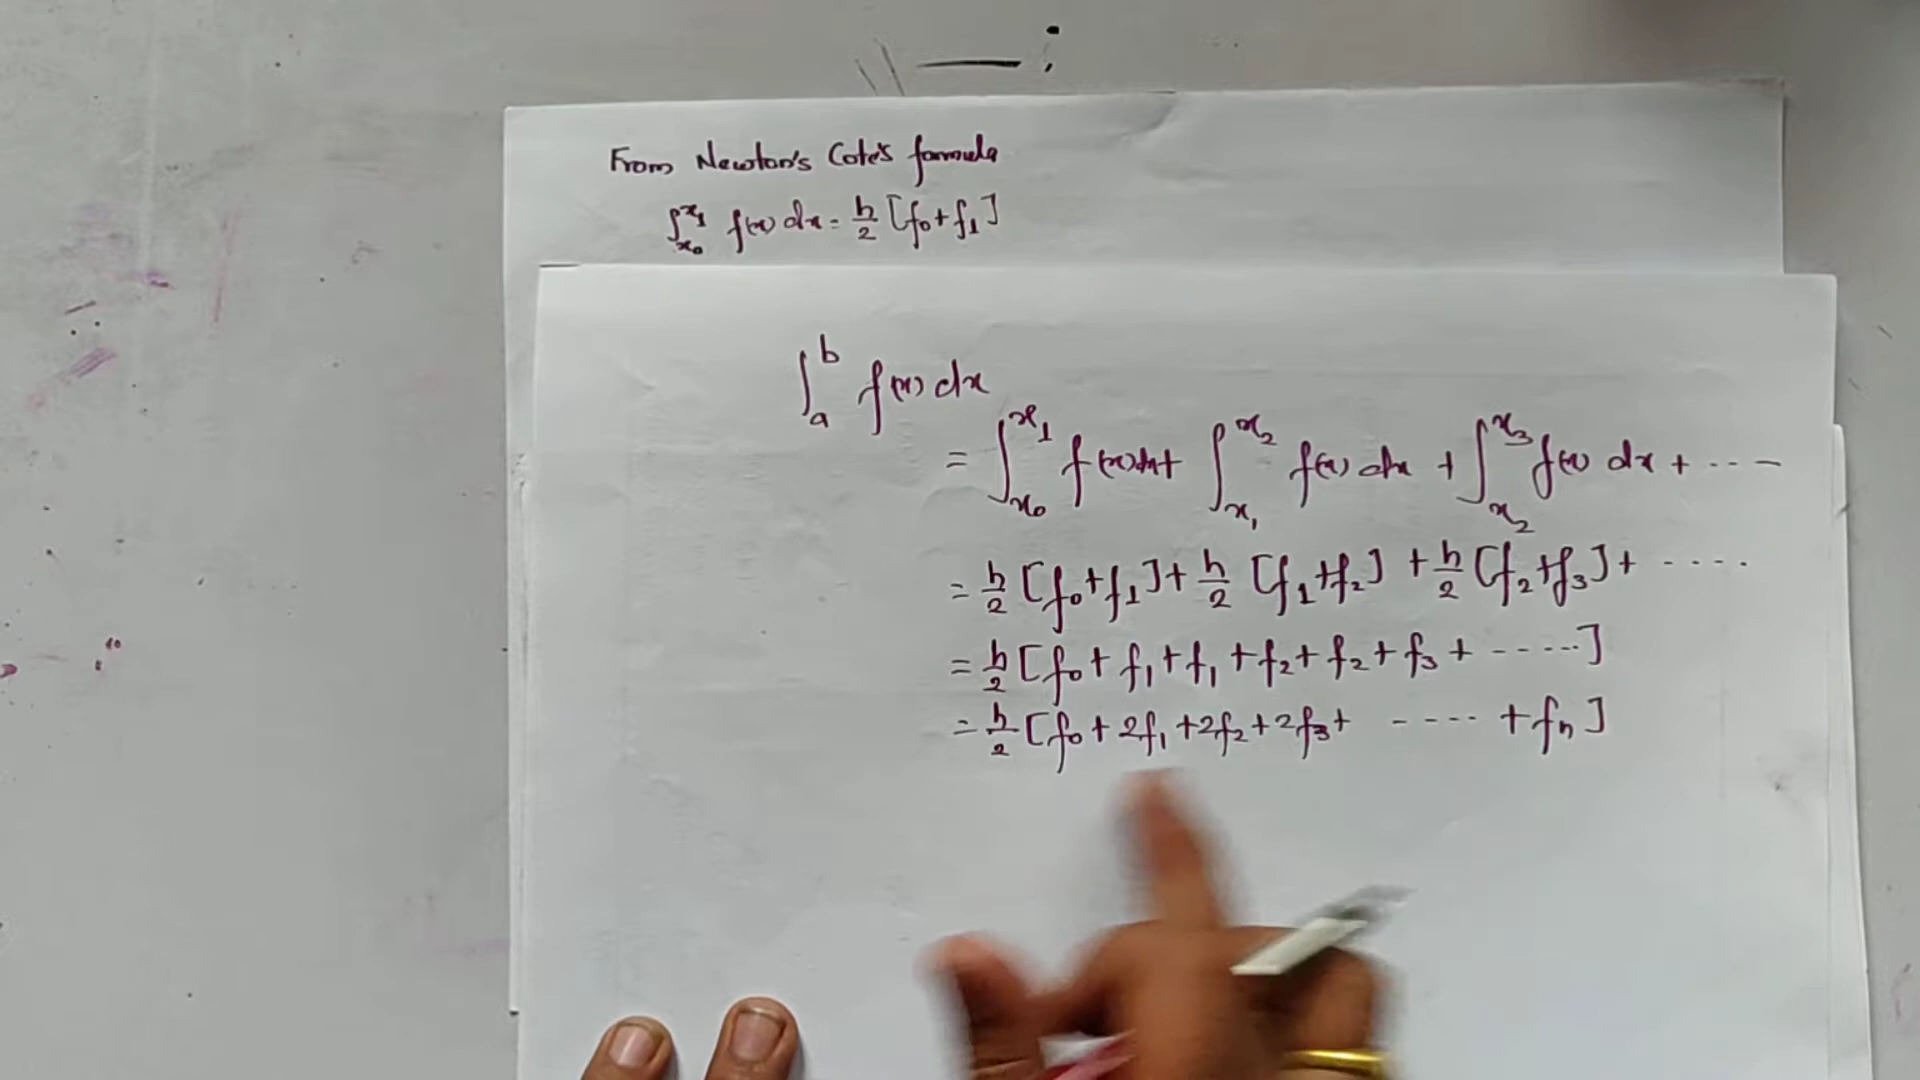 From Newton's Cote's formula
∫_{x₀}^{x₁} f(x) dx = h/2 [f₀ + f₁]
∫_a^b f(x) dx
= ∫_{x₀}^{x₁} f(x) dx + ∫_{x₁}^{x₂} f(x) dx + ∫_{x₂}^{x₃} f(x) dx + ·····
= h/2 [f₀ + f₁] + h/2 [f₁ + f₂] + h/2 [f₂ + f₃] + ·····
= h/2 [f₀ + f₁ + f₁ + f₂ + f₂ + f₃ + ·····]
= h/2 [f₀ + 2f₁ + 2f₂ + 2f₃ + ····· + fₙ]